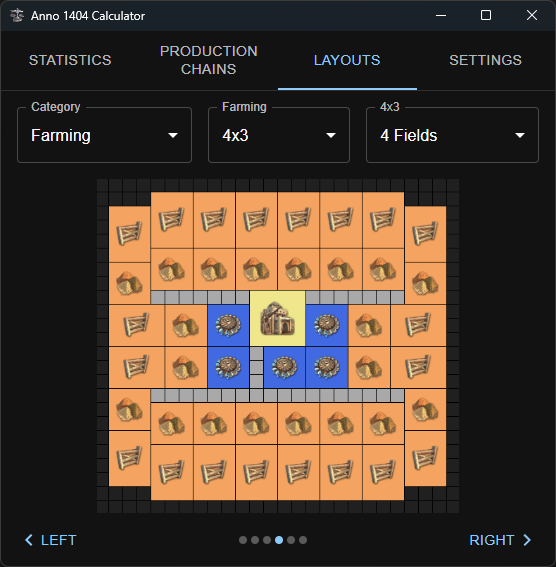 Anno 1404 Calculator
STATISTICS
PRODUCTION
CHAINS
LAYOUTS
SETTINGS
Category
Farming
Farming
4x3
4x3
4 Fields
LEFT
RIGHT